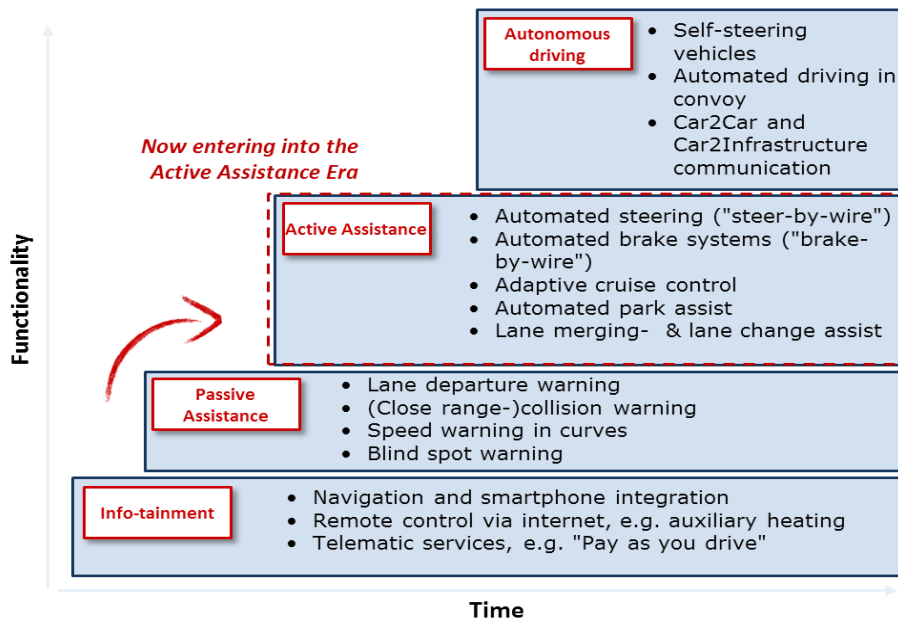 Autonomous
driving
• Self-steering
vehicles
• Automated driving in
convoy
• Car2Car and
Car2Infrastructure
communication
Now entering into the
Active Assistance Era
Active Assistance
• Automated steering ("steer-by-wire")
• Automated brake systems ("brake-
by-wire")
• Adaptive cruise control
• Automated park assist
• Lane merging- & lane change assist
Passive
Assistance
• Lane departure warning
• (Close range-)collision warning
• Speed warning in curves
• Blind spot warning
Info-tainment
• Navigation and smartphone integration
• Remote control via internet, e.g. auxiliary heating
• Telematic services, e.g. "Pay as you drive"
Functionality
Time